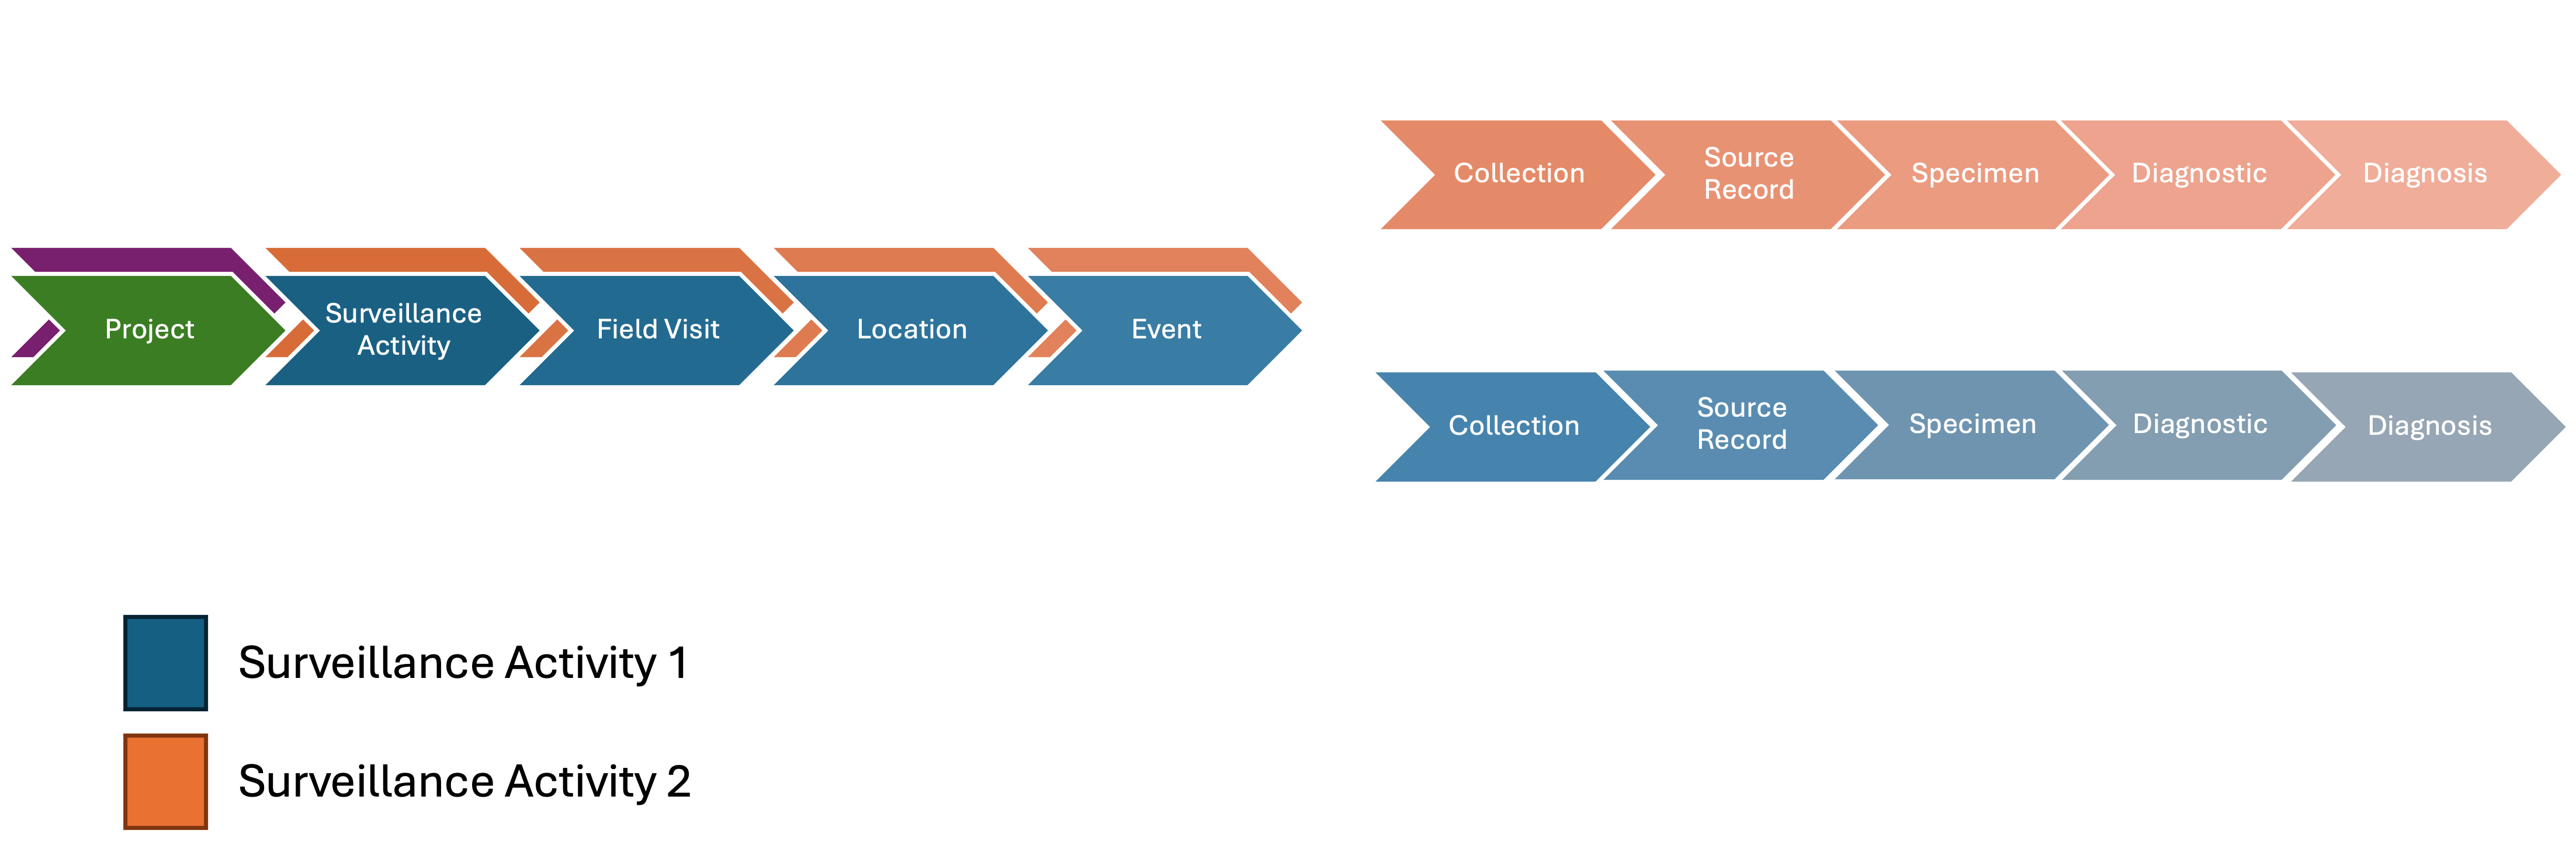 Collection
Source
Record
Specimen
Diagnostic
Diagnosis
Project
Surveillance
Activity
Field Visit
Location
Event
Collection
Source
Record
Specimen
Diagnostic
Diagnosis
Surveillance Activity 1
Surveillance Activity 2